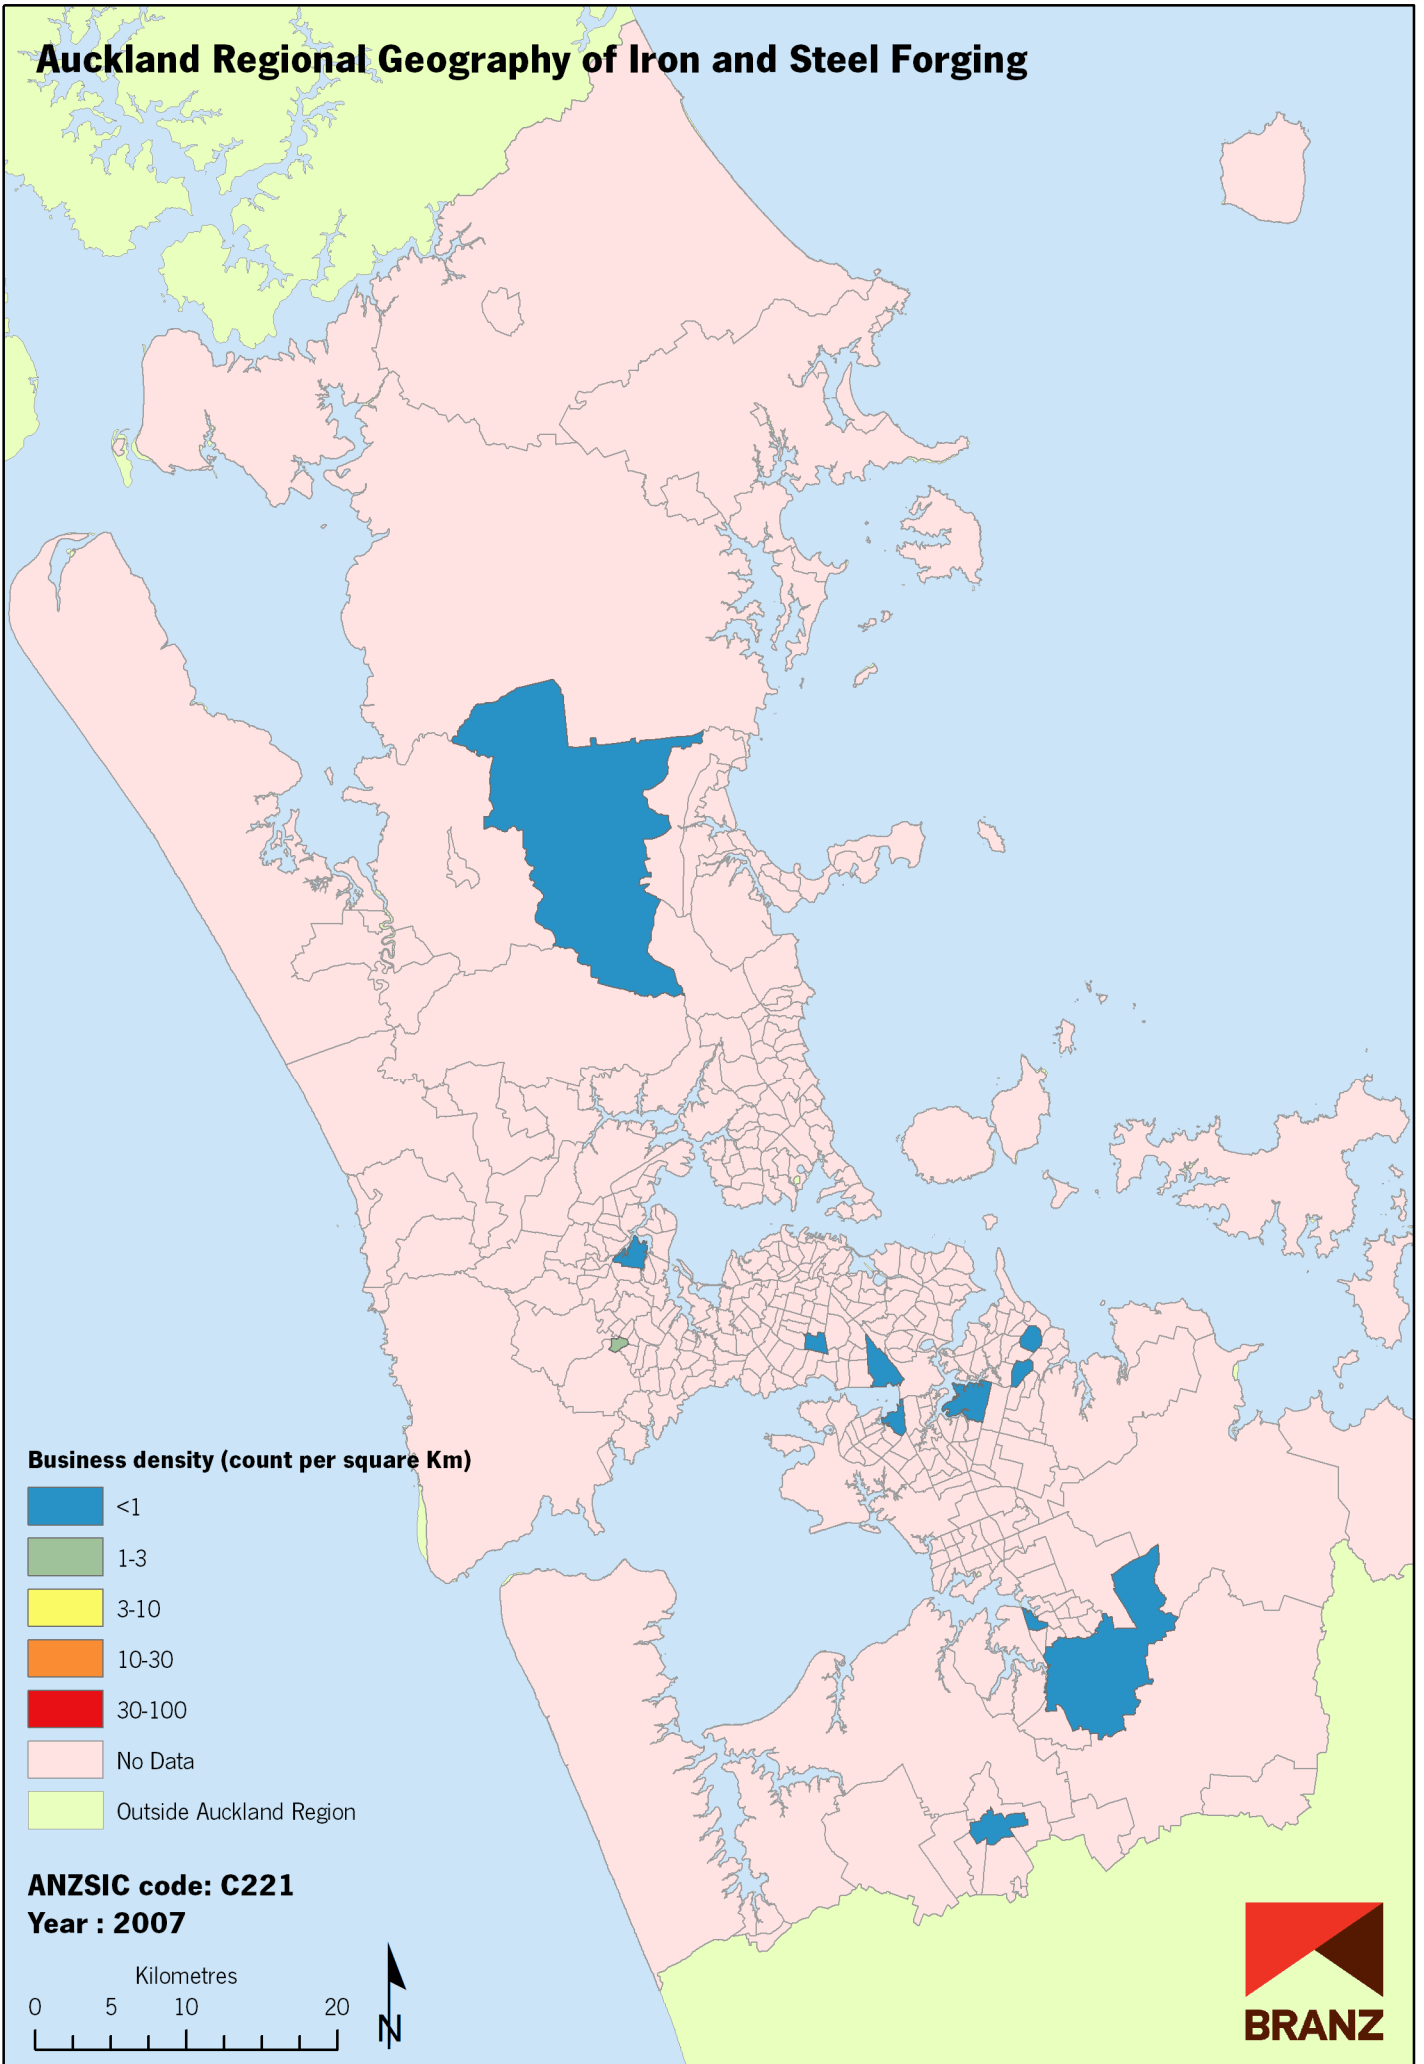 Auckland Regional Geography of Iron and Steel Forging
Business density (count per square Km)
<1
1-3
3-10
10-30
30-100
No Data
Outside Auckland Region
ANZSIC code: C221
Year : 2007
Kilometres
0 5 10 20
N
BRANZ